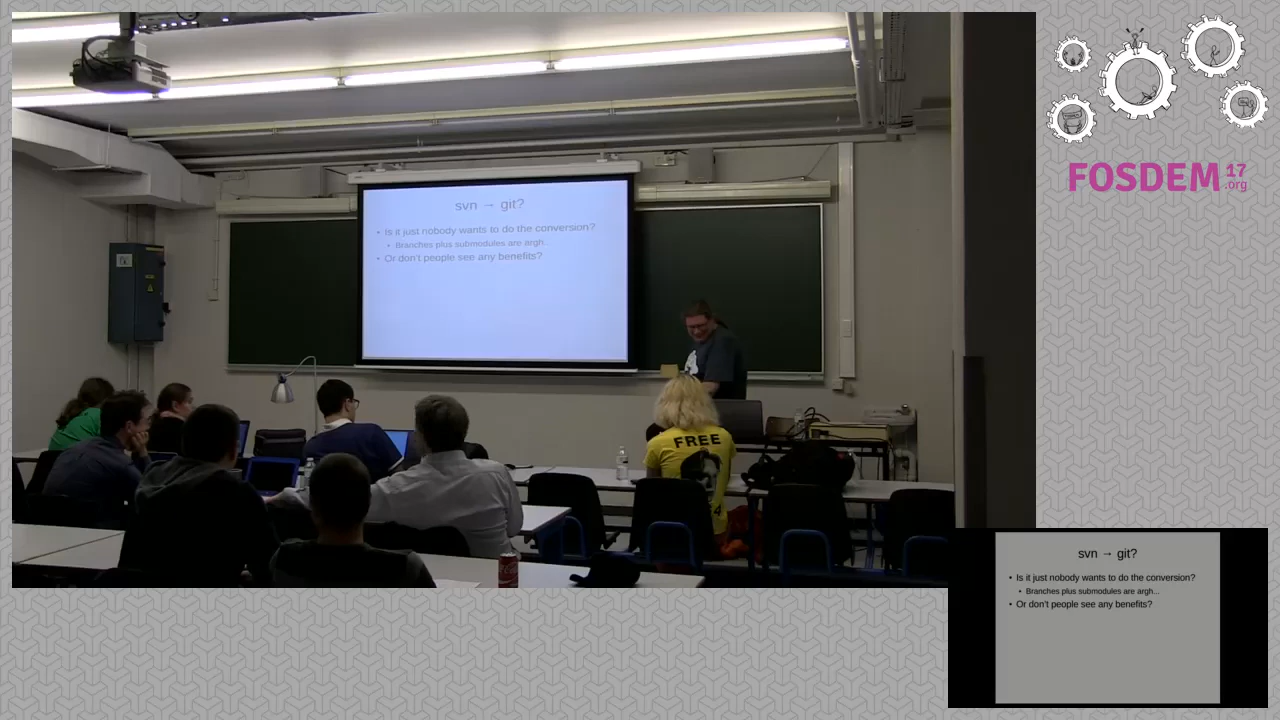 svn → git?
• Is it just nobody wants to do the conversion?
• Branches plus submodules are argh...
• Or don't people see any benefits?
FREE
4
FOSDEM 17
.org
svn → git?
• Is it just nobody wants to do the conversion?
• Branches plus submodules are argh...
• Or don't people see any benefits?